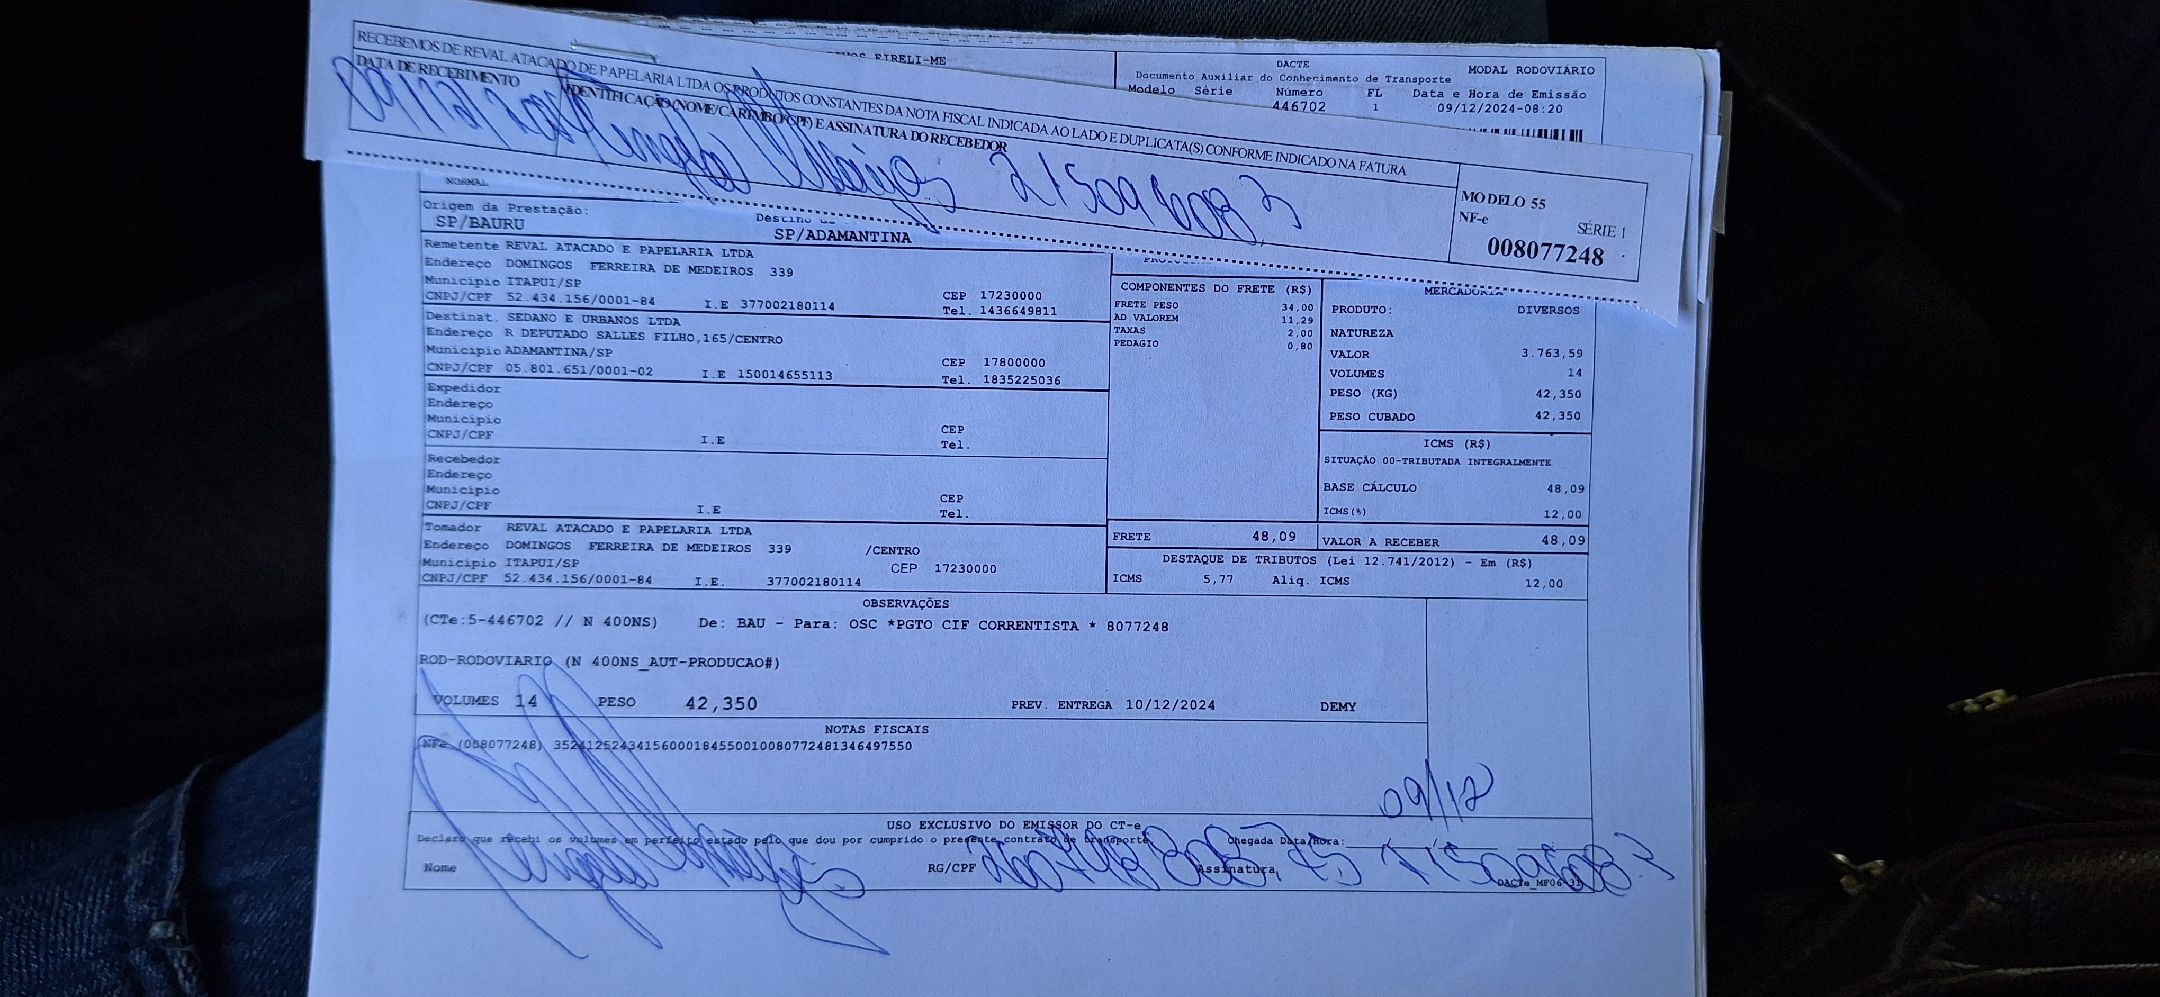 RECEBEMOS DE REVAL ATACADO DE PAPELARIA LTDA OS PRODUTOS CONSTANTES DA NOTA FISCAL INDICADA AO LADO E DUPLICATA(S) CONFORME INDICADO NA FATURA
DATA DE RECEBIMENTO IDENTIFICAÇÃO (NOME/CARIMBO/CPF) E ASSINATURA DO RECEBEDOR
MODELO 55
NF-e SÉRIE 1
008077248
EIRELI-ME
DACTE MODAL RODOVIÁRIO
Documento Auxiliar do Conhecimento de Transporte
Modelo Série Número FL Data e Hora de Emissão
446702 1 09/12/2024-08:20
NORMAL
Origem da Prestação: Destino
SP/BAURU SP/ADAMANTINA
Remetente REVAL ATACADO E PAPELARIA LTDA
Endereço DOMINGOS FERREIRA DE MEDEIROS 339
Município ITAPUI/SP CEP 17230000
CNPJ/CPF 52.434.156/0001-84 I.E 377002180114 Tel. 1436649811
Destinat. SEDANO E URBANOS LTDA
Endereço R DEPUTADO SALLES FILHO,165/CENTRO
Município ADAMANTINA/SP CEP 17800000
CNPJ/CPF 05.801.651/0001-02 I.E 150014655113 Tel. 1835225036
Expedidor
Endereço
Município CEP
CNPJ/CPF I.E Tel.
Recebedor
Endereço
Município CEP
CNPJ/CPF I.E Tel.
Tomador REVAL ATACADO E PAPELARIA LTDA
Endereço DOMINGOS FERREIRA DE MEDEIROS 339 /CENTRO
Município ITAPUI/SP CEP 17230000
CNPJ/CPF 52.434.156/0001-84 I.E. 377002180114
COMPONENTES DO FRETE (R$)
FRETE PESO 34,00
AD VALOREM 11,29
TAXAS 2,00
PEDAGIO 0,80
FRETE 48,09
MERCADORIA
PRODUTO: DIVERSOS
NATUREZA
VALOR 3.763,59
VOLUMES 14
PESO (KG) 42,350
PESO CUBADO 42,350
ICMS (R$)
SITUAÇÃO 00-TRIBUTADA INTEGRALMENTE
BASE CÁLCULO 48,09
ICMS(%) 12,00
VALOR A RECEBER 48,09
DESTAQUE DE TRIBUTOS (Lei 12.741/2012) - Em (R$)
ICMS 5,77 Aliq. ICMS 12,00
OBSERVAÇÕES
(CTe:5-446702 // N 400NS) De: BAU - Para: OSC *PGTO CIF CORRENTISTA * 8077248
ROD-RODOVIARIO (N 400NS_AUT-PRODUCAO#)
VOLUMES 14 PESO 42,350 PREV. ENTREGA 10/12/2024 DEMY
NOTAS FISCAIS
NFe (008077248) 35241252434156000184550010080772481346497550
09/12
USO EXCLUSIVO DO EMISSOR DO CT-e
Declaro que recebi os volumes em perfeito estado pelo que dou por cumprido o presente contrato de transporte Chegada Data/Hora:
Nome RG/CPF Assinatura